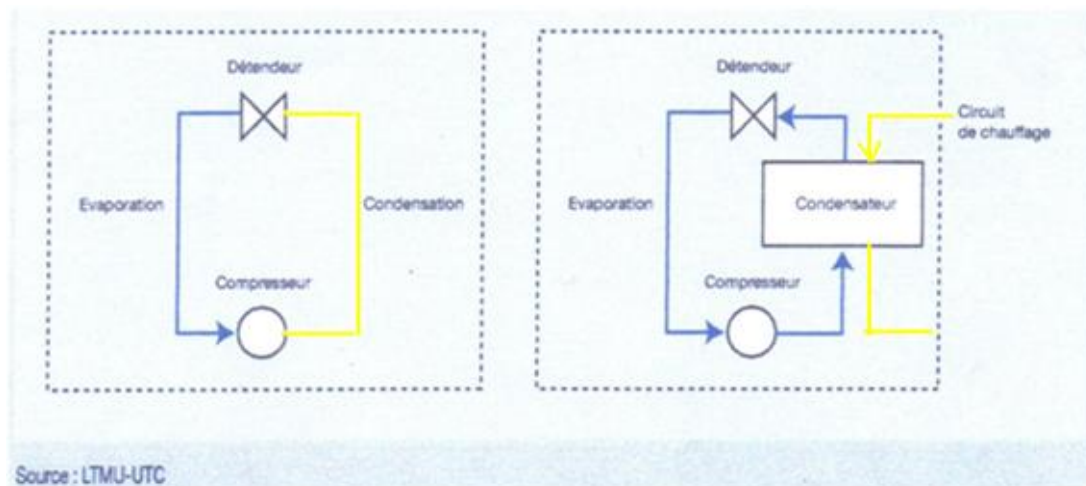 Détendeur
Evaporation
Condensation
Compresseur
Détendeur
Circuit
de chauffage
Evaporation
Condensateur
Compresseur
Source : LTMU-UTC